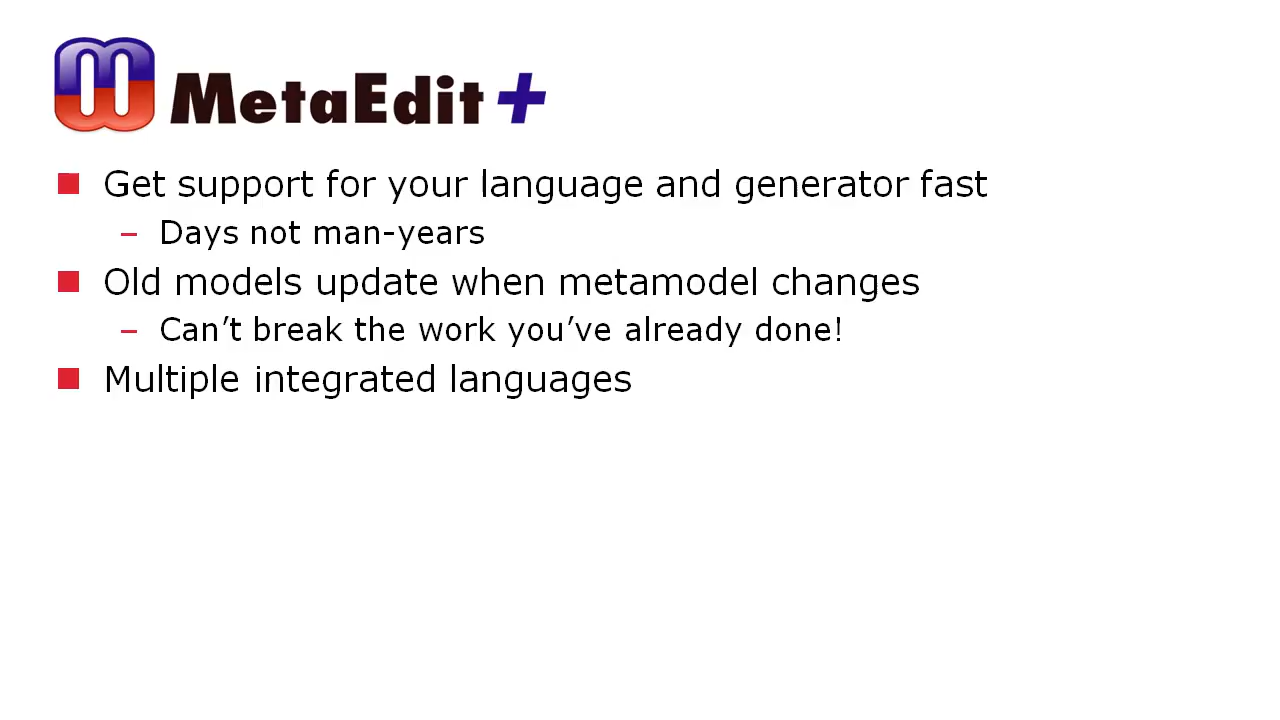 MetaEdit+
Get support for your language and generator fast
– Days not man-years
Old models update when metamodel changes
– Can’t break the work you’ve already done!
Multiple integrated languages